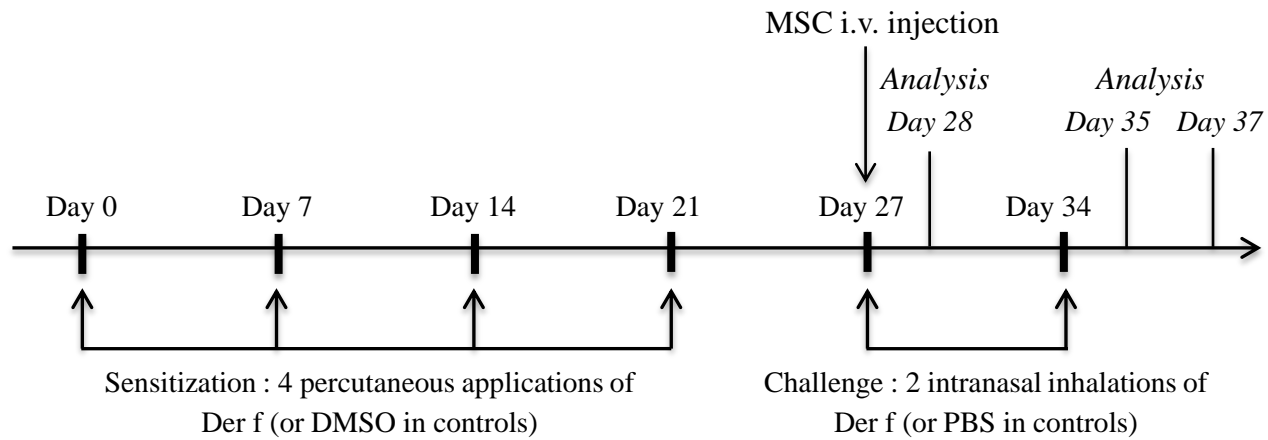 MSC i.v. injection
Analysis Analysis
Day 28 Day 35 Day 37
Day 0 Day 7 Day 14 Day 21 Day 27 Day 34
Sensitization : 4 percutaneous applications of
Der f (or DMSO in controls)
Challenge : 2 intranasal inhalations of
Der f (or PBS in controls)